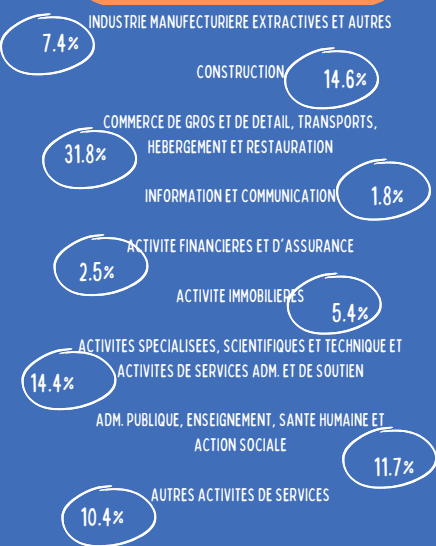 INDUSTRIE MANUFECTURIERE EXTRACTIVES ET AUTRES
7.4%
CONSTRUCTION
14.6%
COMMERCE DE GROS ET DE DETAIL, TRANSPORTS,
HEBERGEMENT ET RESTAURATION
31.8%
INFORMATION ET COMMUNICATION
1.8%
ACTIVITE FINANCIERES ET D'ASSURANCE
2.5%
ACTIVITE IMMOBILIERES
5.4%
ACTIVITES SPECIALISEES, SCIENTIFIQUES ET TECHNIQUE ET
ACTIVITES DE SERVICES ADM. ET DE SOUTIEN
14.4%
ADM. PUBLIQUE, ENSEIGNEMENT, SANTE HUMAINE ET
ACTION SOCIALE
11.7%
AUTRES ACTIVITES DE SERVICES
10.4%